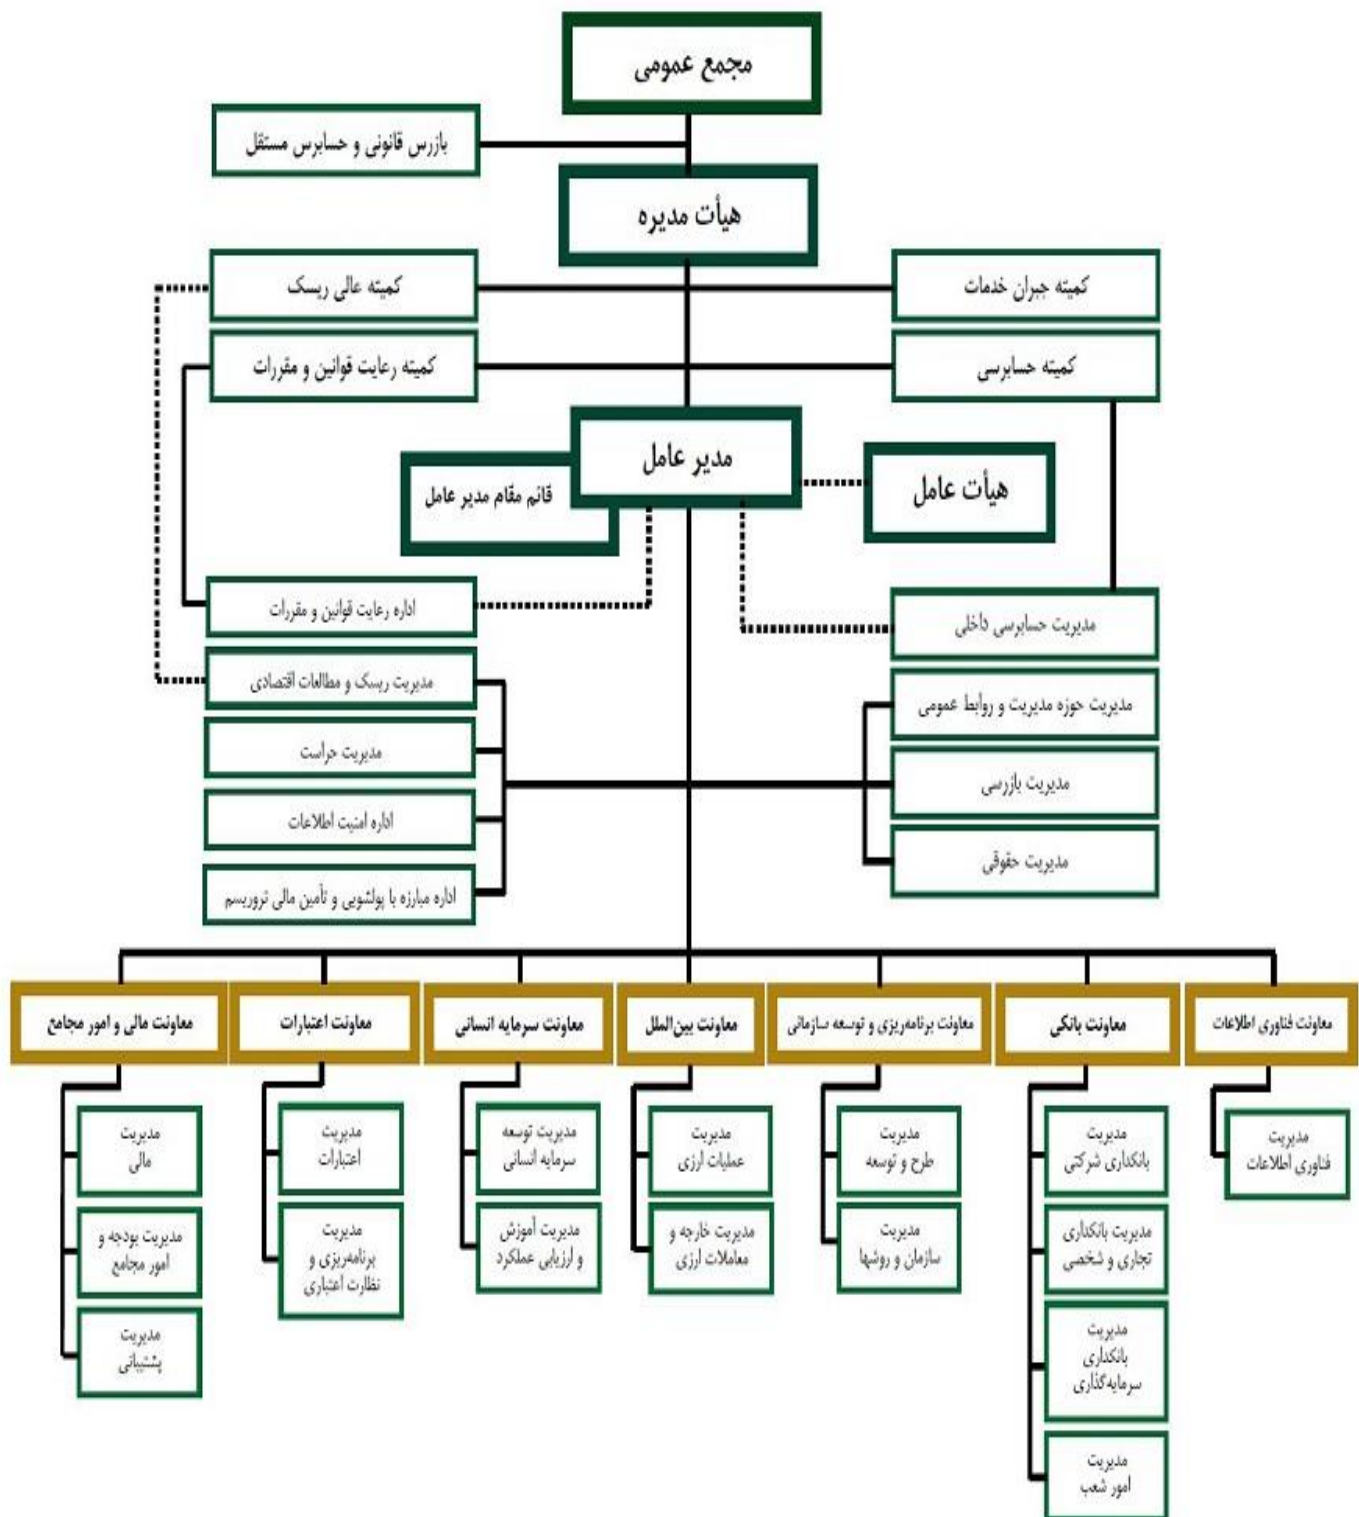 مجمع عمومی
بازرس قانونی و حسابرس مستقل
هیأت مدیره
کمیته جبران خدمات
کمیته عالی ریسک
کمیته حسابرسی
کمیته رعایت قوانین و مقررات
مدیر عامل
هیأت عامل
قائم مقام مدیر عامل
مدیریت حسابرسی داخلی
اداره رعایت قوانین و مقررات
مدیریت حوزه مدیریت و روابط عمومی
مدیریت ریسک و مطالعات اقتصادی
مدیریت بازرسی
مدیریت حراست
مدیریت حقوقی
اداره امنیت اطلاعات
اداره مبارزه با پولشویی و تأمین مالی تروریسم
معاونت فناوری اطلاعات
مدیریت
فناوری اطلاعات
معاونت بانکی
مدیریت
بانکداری شرکتی
مدیریت بانکداری
تجاری و شخصی
مدیریت
بانکداری
سرمایه‌گذاری
مدیریت
امور شعب
معاونت برنامه‌ریزی و توسعه سازمانی
مدیریت
طرح و توسعه
مدیریت
سازمان و روشها
معاونت بین‌الملل
مدیریت
عملیات ارزی
مدیریت خارجه و
معاملات ارزی
معاونت سرمایه انسانی
مدیریت توسعه
سرمایه انسانی
مدیریت آموزش
و ارزیابی عملکرد
معاونت اعتبارات
مدیریت
اعتبارات
مدیریت
برنامه‌ریزی و
نظارت اعتباری
معاونت مالی و امور مجامع
مدیریت
مالی
مدیریت بودجه و
امور مجامع
مدیریت
پشتیبانی